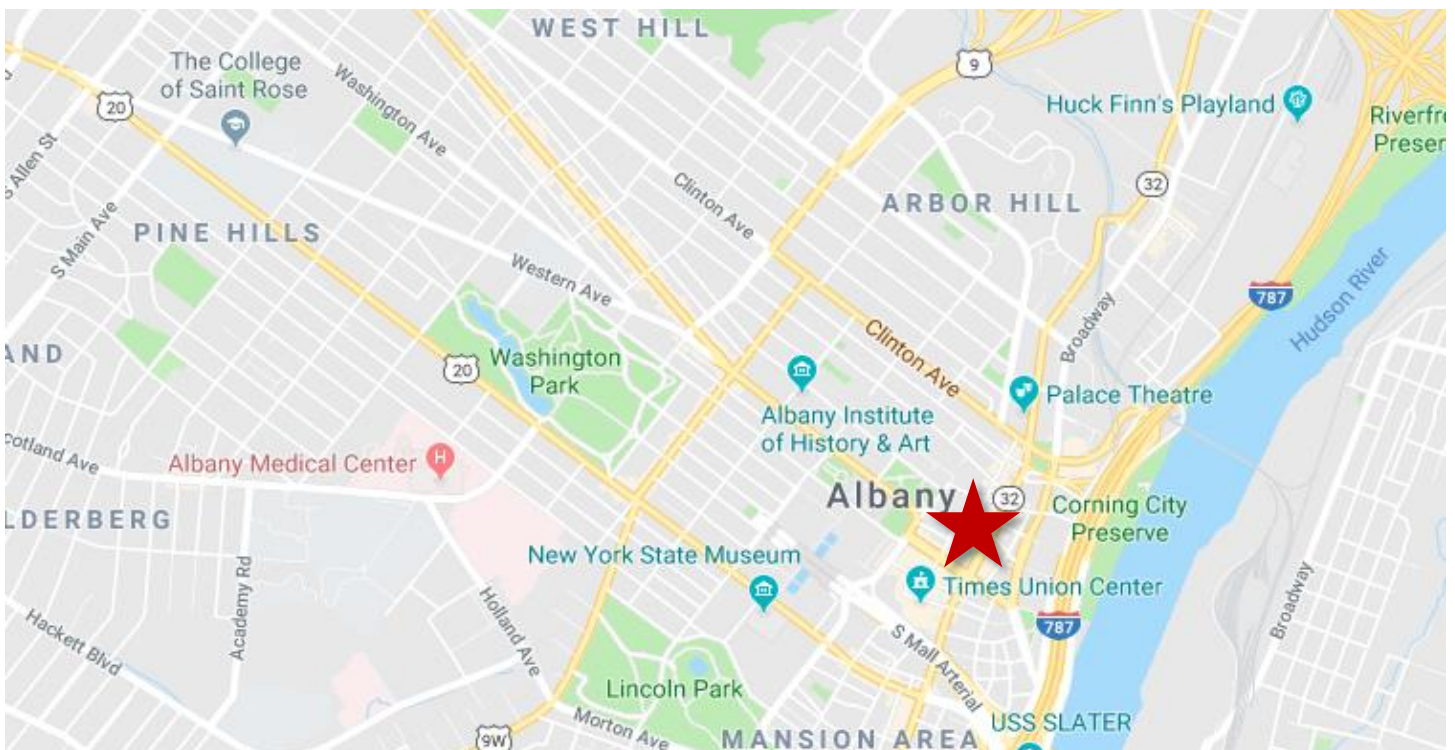 WEST HILL
The College
of Saint Rose
Washington Ave
20
9
Huck Finn's Playland
Riverfr
Preser
S Allen St
32
Clinton Ave
ARBOR HILL
S Main Ave
PINE HILLS
Western Ave
787
Hudson River
Broadway
AND
20
Washington
Park
Clinton Ave
Palace Theatre
Albany Institute
of History & Art
cotland Ave
Albany Medical Center
H
Albany
32
Corning City
Preserve
LDERBERG
New York State Museum
Times Union Center
Academy Rd
Holland Ave
Broadway
787
Hackett Blvd
S Mall Arterial
Lincoln Park
Morton Ave
USS SLATER
9W
MANSION AREA